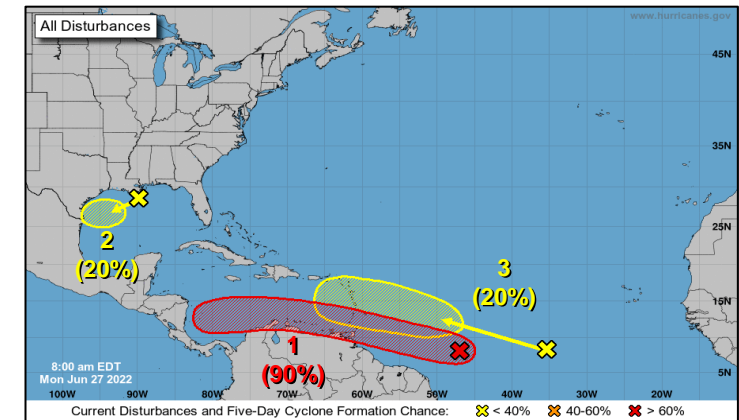 All Disturbances
www.hurricanes.gov
45N
35N
25N
15N
5N
2
(20%)
3
(20%)
1
(90%)
8:00 am EDT
Mon Jun 27 2022
100W 90W 80W 70W 60W 50W 40W 30W 20W
Current Disturbances and Five-Day Cyclone Formation Chance: < 40% 40-60% > 60%